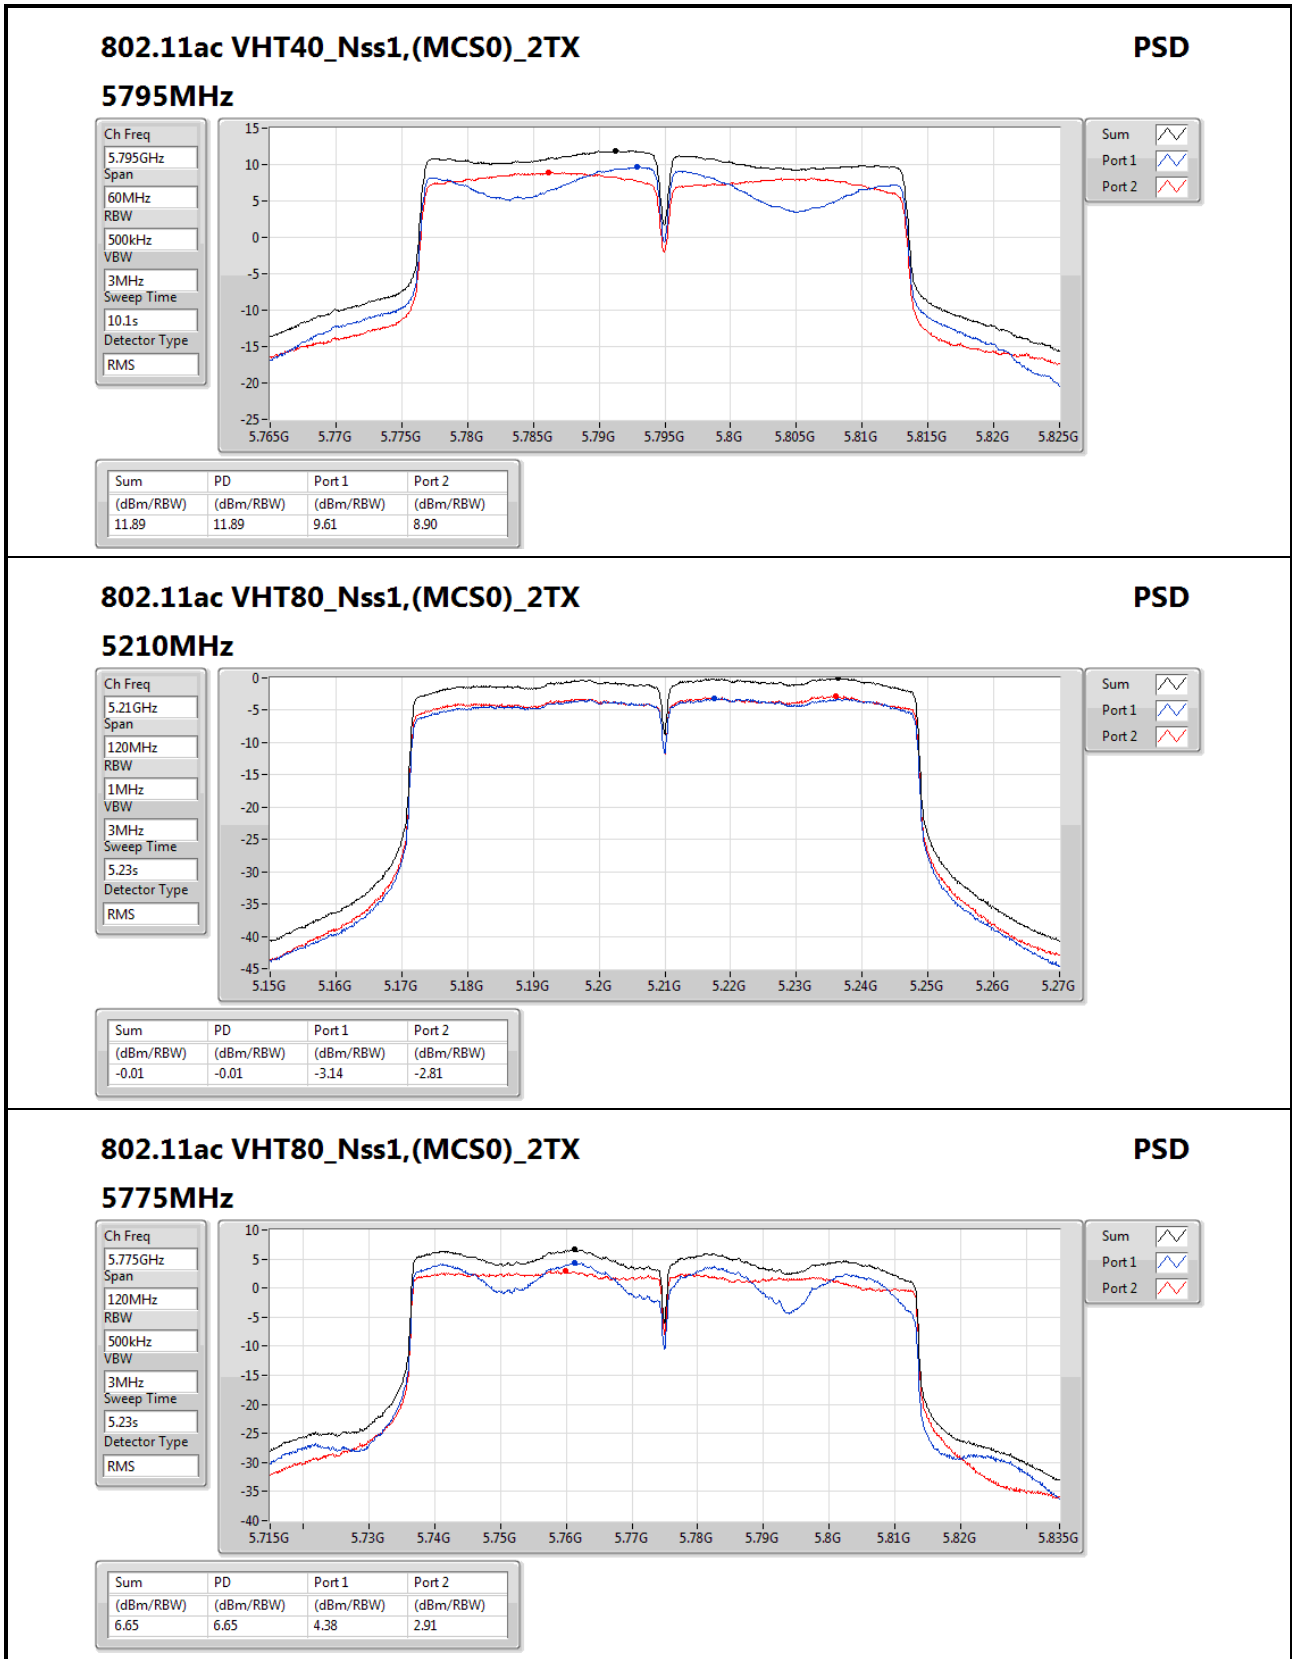 802.11ac VHT40_Nss1,(MCS0)_2TX PSD
5795MHz
Ch Freq
5.795GHz
Span
60MHz
RBW
500kHz
VBW
3MHz
Sweep Time
10.1s
Detector Type
RMS
15
10
5
0
-5
-10
-15
-20
-25
5.765G 5.77G 5.775G 5.78G 5.785G 5.79G 5.795G 5.8G 5.805G 5.81G 5.815G 5.82G 5.825G
Sum
Port 1
Port 2
Sum PD Port 1 Port 2
(dBm/RBW) (dBm/RBW) (dBm/RBW) (dBm/RBW)
11.89 11.89 9.61 8.90
802.11ac VHT80_Nss1,(MCS0)_2TX PSD
5210MHz
Ch Freq
5.21GHz
Span
120MHz
RBW
1MHz
VBW
3MHz
Sweep Time
5.23s
Detector Type
RMS
0
-5
-10
-15
-20
-25
-30
-35
-40
-45
5.15G 5.16G 5.17G 5.18G 5.19G 5.2G 5.21G 5.22G 5.23G 5.24G 5.25G 5.26G 5.27G
Sum
Port 1
Port 2
Sum PD Port 1 Port 2
(dBm/RBW) (dBm/RBW) (dBm/RBW) (dBm/RBW)
-0.01 -0.01 -3.14 -2.81
802.11ac VHT80_Nss1,(MCS0)_2TX PSD
5775MHz
Ch Freq
5.775GHz
Span
120MHz
RBW
500kHz
VBW
3MHz
Sweep Time
5.23s
Detector Type
RMS
10
5
0
-5
-10
-15
-20
-25
-30
-35
-40
5.715G 5.73G 5.74G 5.75G 5.76G 5.77G 5.78G 5.79G 5.8G 5.81G 5.82G 5.835G
Sum
Port 1
Port 2
Sum PD Port 1 Port 2
(dBm/RBW) (dBm/RBW) (dBm/RBW) (dBm/RBW)
6.65 6.65 4.38 2.91